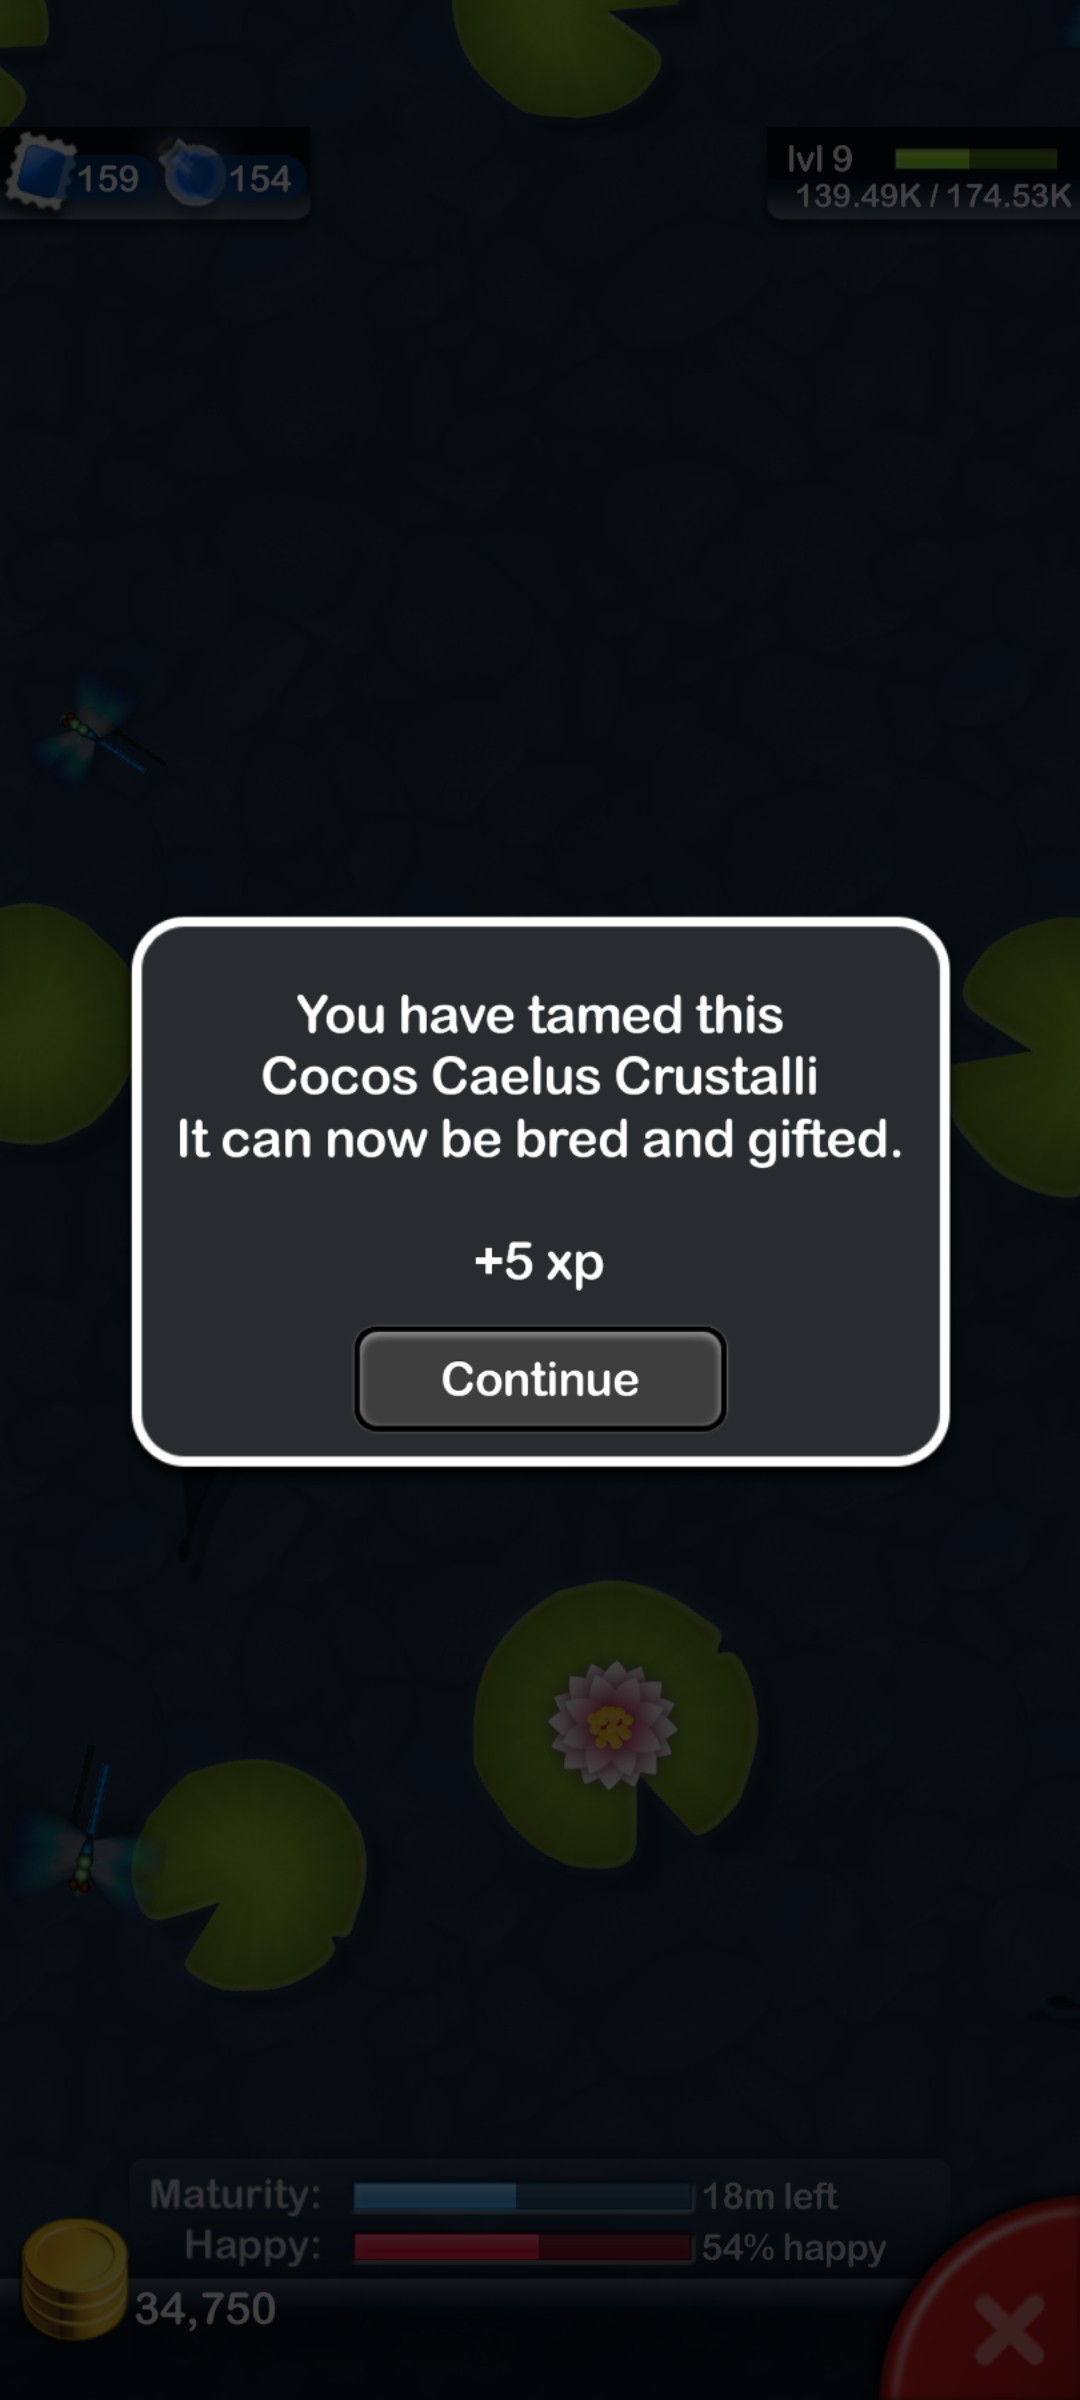 159 154
lvl 9
139.49K / 174.53K
You have tamed this
Cocos Caelus Crustalli
It can now be bred and gifted.
+5 xp
Continue
Maturity: 18m left
Happy: 54% happy
34,750